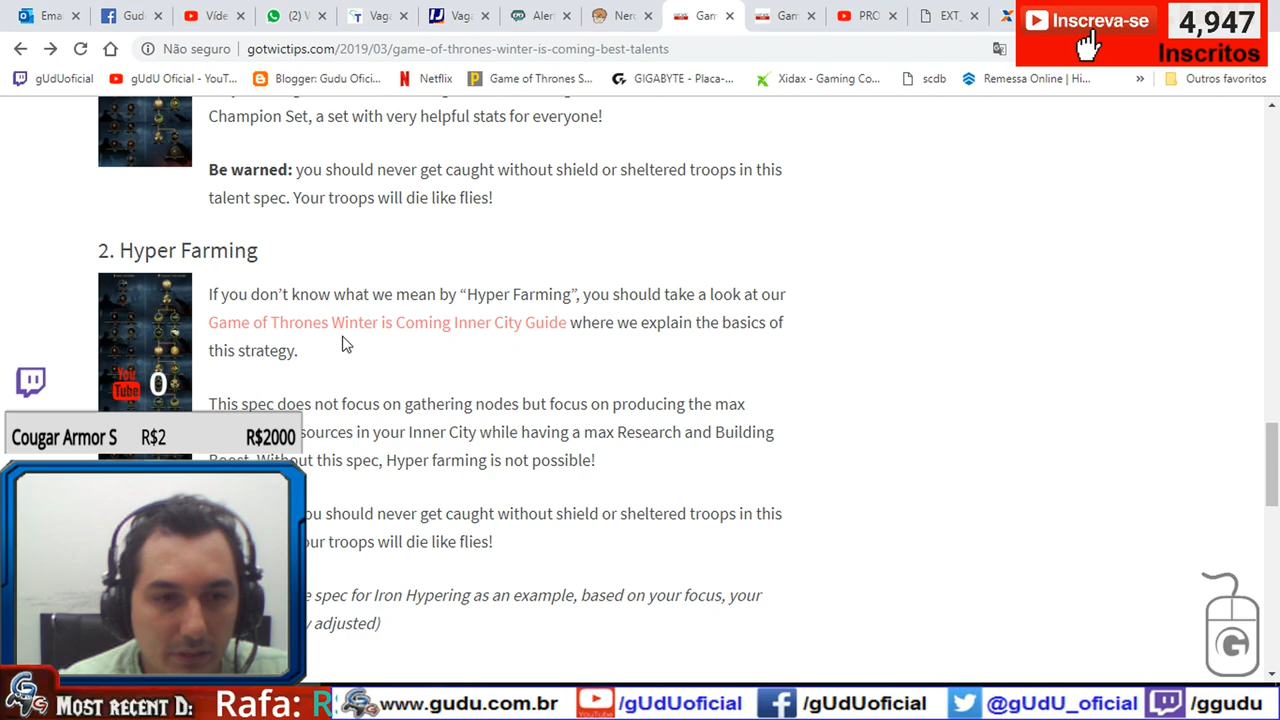 Ema
Gudu
Víde
(2) V
Vaga
Vaga
Aler
Nerc
Gam
Gam
PRO
EXT_
Inscreva-se
4,947
Inscritos
Não seguro
gotwictips.com/2019/03/game-of-thrones-winter-is-coming-best-talents
gUdUoficial
gUdU Oficial - YouT...
Blogger: Gudu Ofici...
Netflix
Game of Thrones S...
GIGABYTE - Placa-...
Xidax - Gaming Co...
scdb
Remessa Online | Hi...
»
Outros favoritos
Champion Set, a set with very helpful stats for everyone!
Be warned: you should never get caught without shield or sheltered troops in this
talent spec. Your troops will die like flies!
2. Hyper Farming
If you don't know what we mean by “Hyper Farming”, you should take a look at our
Game of Thrones Winter is Coming Inner City Guide where we explain the basics of
this strategy.
You
Tube
0
This spec does not focus on gathering nodes but focus on producing the max
sources in your Inner City while having a max Research and Building
Boost. Without this spec, Hyper farming is not possible!
Cougar Armor S R$2 R$2000
ou should never get caught without shield or sheltered troops in this
our troops will die like flies!
e spec for Iron Hypering as an example, based on your focus, your
y adjusted)
G
Most recent D:
Rafa: R
www.gudu.com.br
YouTube
/gUdUoficial
/gUdUoficial
@gUdU_oficial
/ggudu